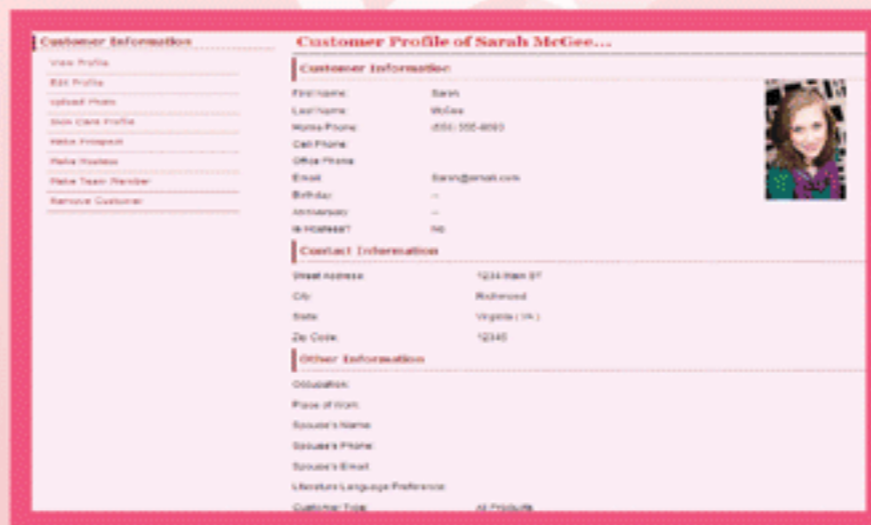 Customer Information
View Profile
Edit Profile
Upload Photo
Skin Care Profile
Make Prospect
Make Hostess
Make Team Member
Remove Customer
Customer Profile of Sarah McGee...
Customer Information
First Name: Sarah
Last Name: McGee
Home Phone:
Cell Phone:
Office Phone:
Email: Sarah@email.com
Birthday: --
Anniversary: --
Is Hostess? No
Contact Information
Street Address: 1234 Main ST
City: Richmond
State: Virginia ( VA )
Zip Code: 12345
Other Information
Occupation:
Place of Work:
Spouse's Name:
Spouse's Phone:
Spouse's Email:
Literature Language Preference:
Customer Type: All Products